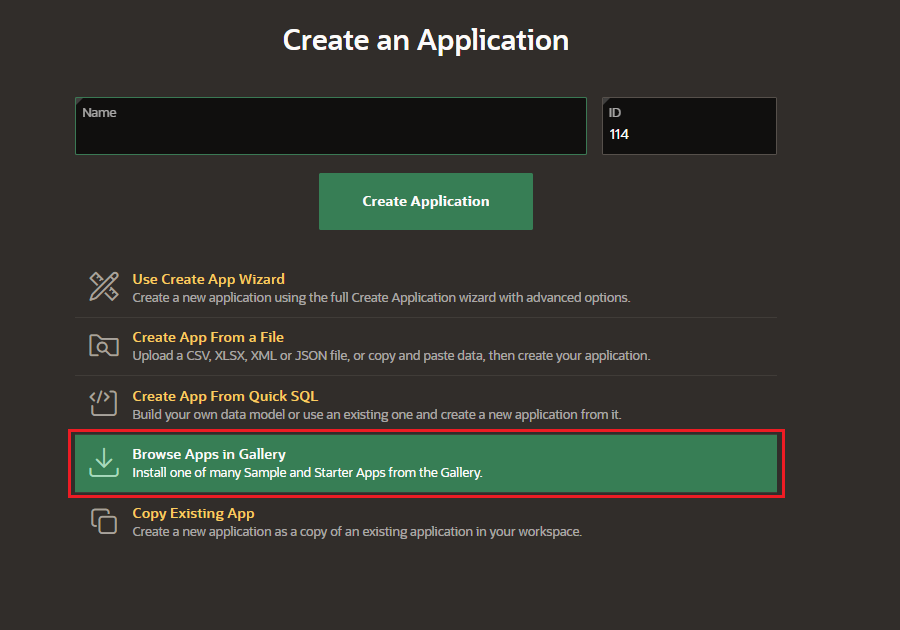 Create an Application
Name
ID
114
Create Application
Use Create App Wizard
Create a new application using the full Create Application wizard with advanced options.
Create App From a File
Upload a CSV, XLSX, XML or JSON file, or copy and paste data, then create your application.
Create App From Quick SQL
Build your own data model or use an existing one and create a new application from it.
Browse Apps in Gallery
Install one of many Sample and Starter Apps from the Gallery.
Copy Existing App
Create a new application as a copy of an existing application in your workspace.